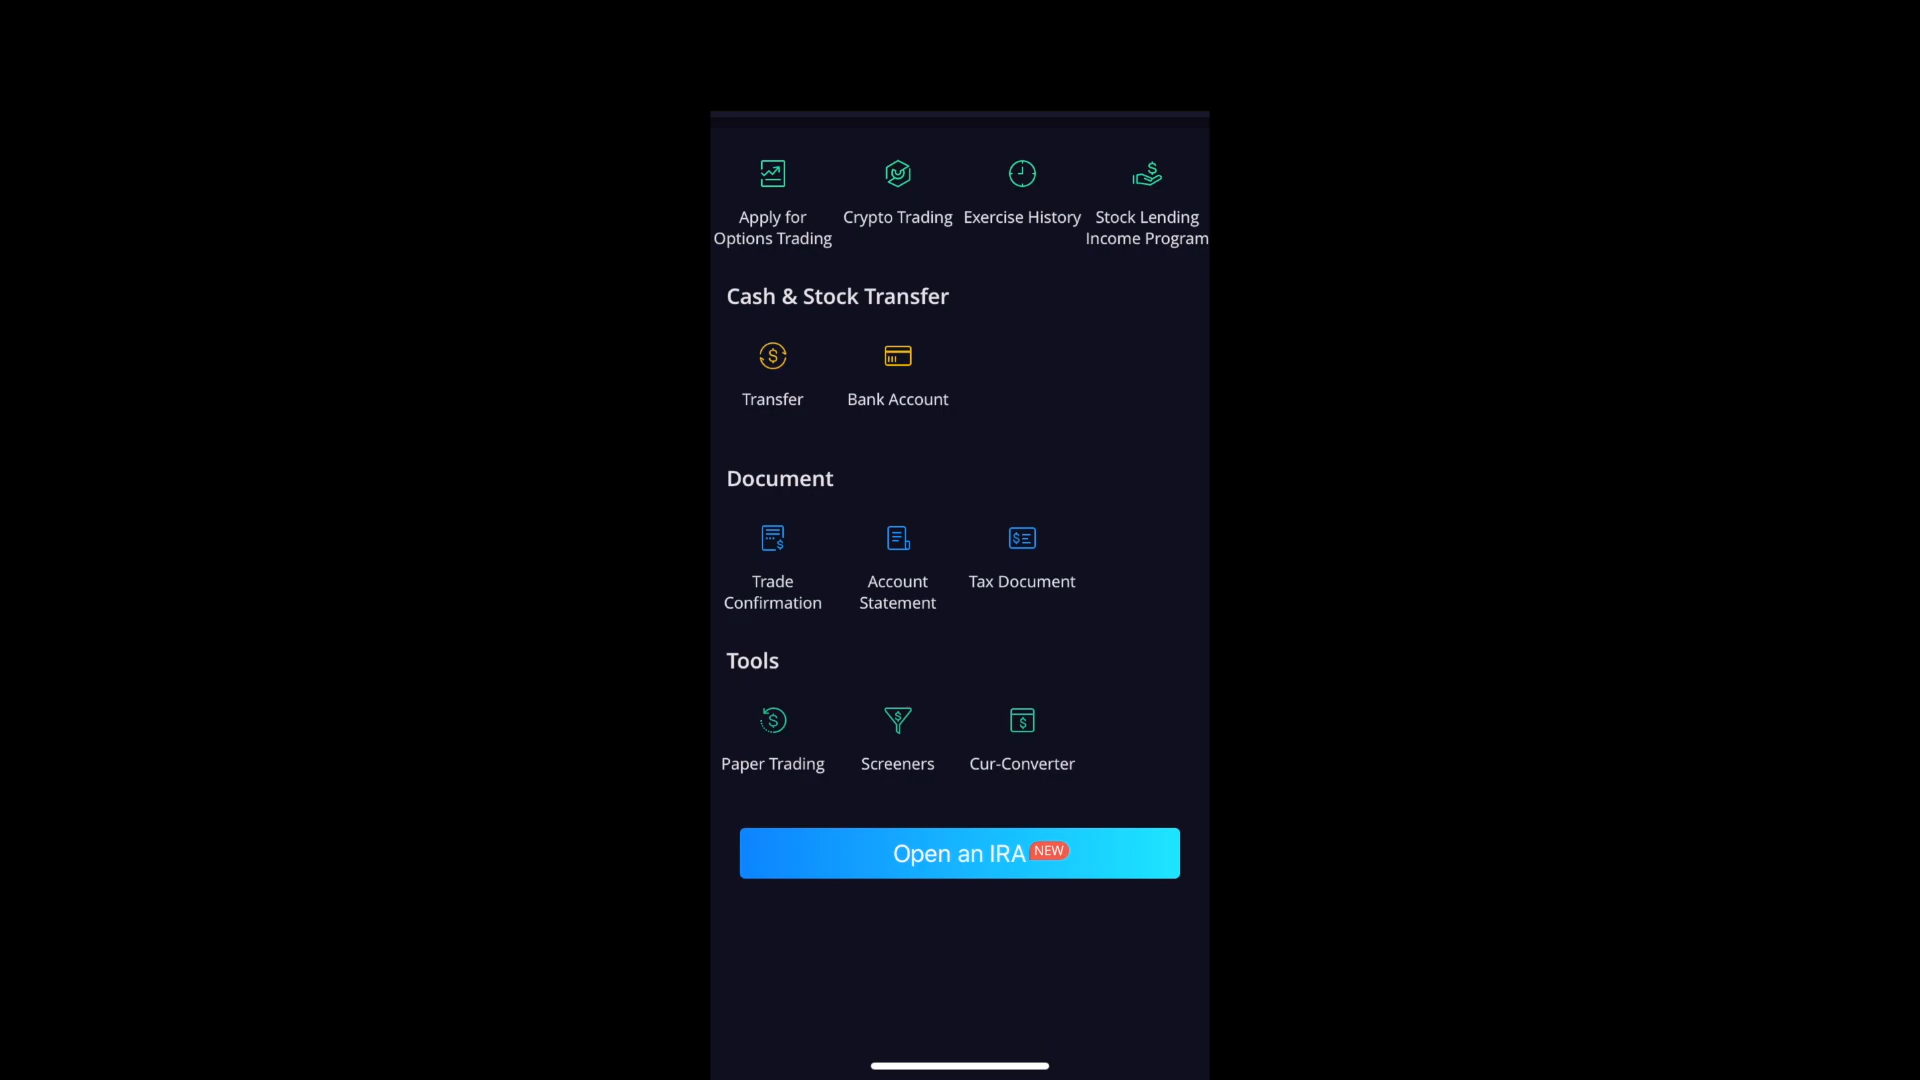 Apply for
Options Trading
Crypto Trading
Exercise History
Stock Lending
Income Program
Cash & Stock Transfer
Transfer
Bank Account
Document
Trade
Confirmation
Account
Statement
Tax Document
Tools
Paper Trading
Screeners
Cur-Converter
Open an IRA NEW